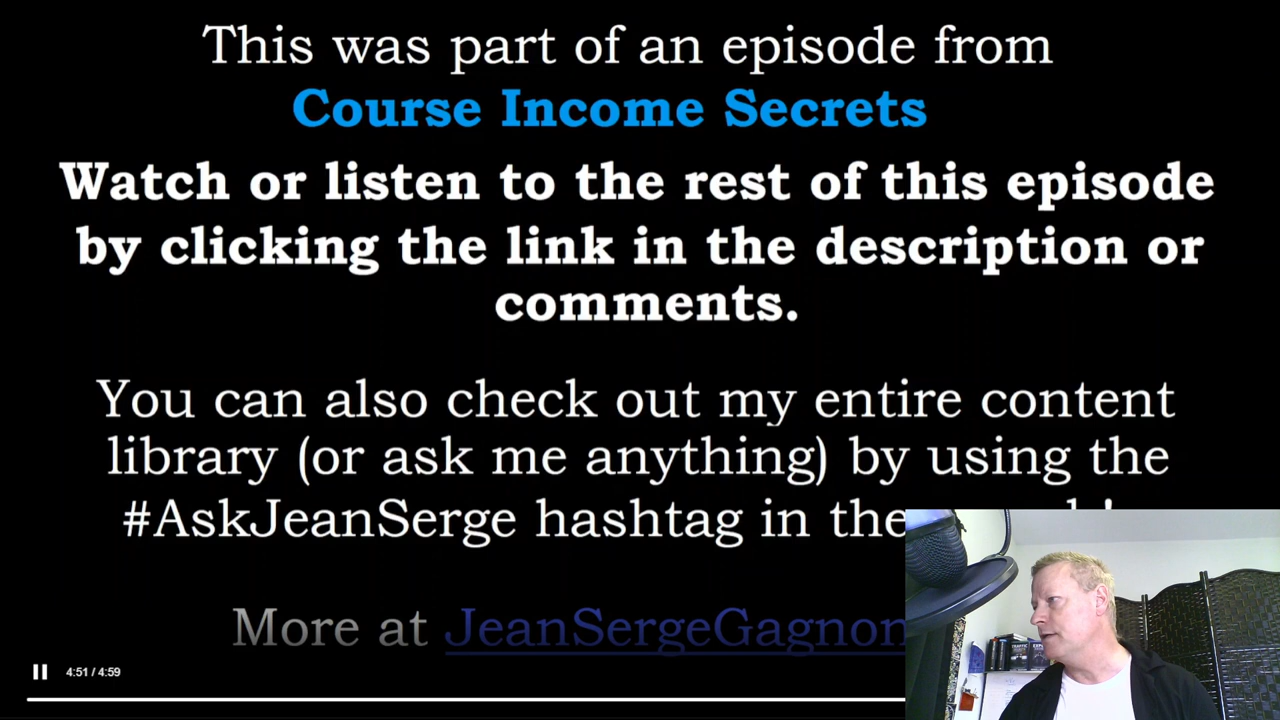 This was part of an episode from
Course Income Secrets
Watch or listen to the rest of this episode
by clicking the link in the description or
comments.
You can also check out my entire content
library (or ask me anything) by using the
#AskJeanSerge hashtag in the
More at JeanSergeGagnon
4:51 / 4:59